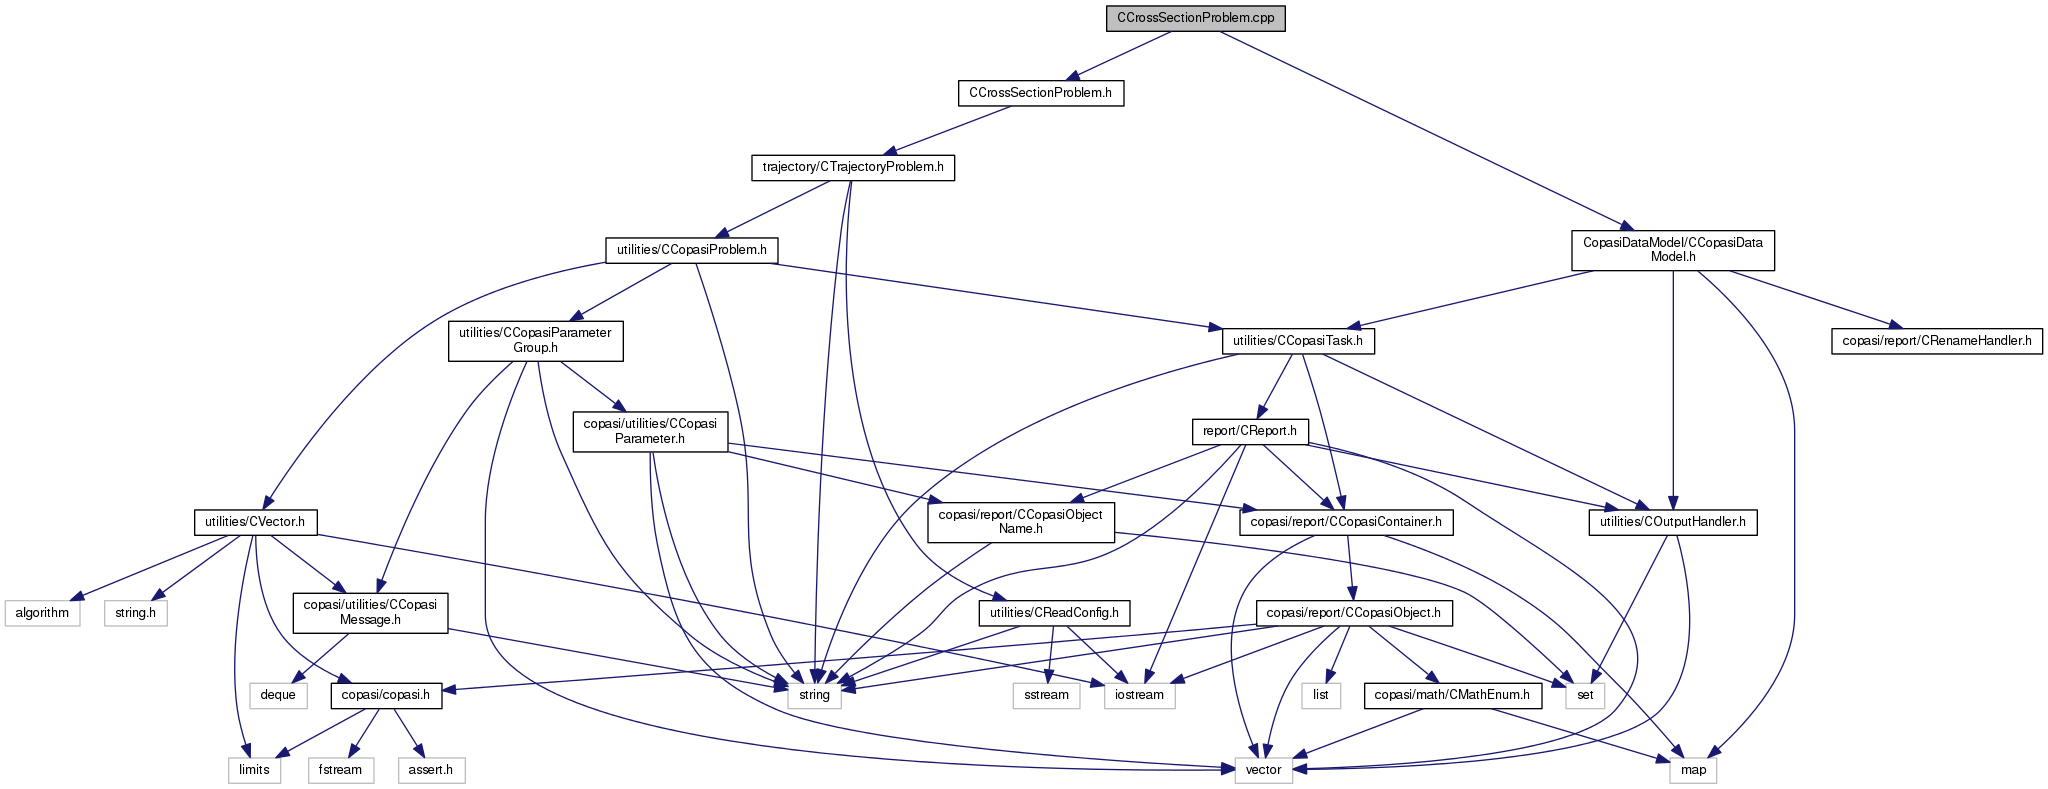 CCrossSectionProblem.cpp
CCrossSectionProblem.h
trajectory/CTrajectoryProblem.h
utilities/CCopasiProblem.h
CopasiDataModel/CCopasiData
Model.h
utilities/CCopasiParameter
Group.h
utilities/CCopasiTask.h
copasi/report/CRenameHandler.h
copasi/utilities/CCopasi
Parameter.h
report/CReport.h
utilities/CVector.h
copasi/report/CCopasiObject
Name.h
copasi/report/CCopasiContainer.h
utilities/COutputHandler.h
algorithm
string.h
copasi/utilities/CCopasi
Message.h
utilities/CReadConfig.h
copasi/report/CCopasiObject.h
deque
copasi/copasi.h
string
sstream
iostream
list
copasi/math/CMathEnum.h
set
limits
fstream
assert.h
vector
map